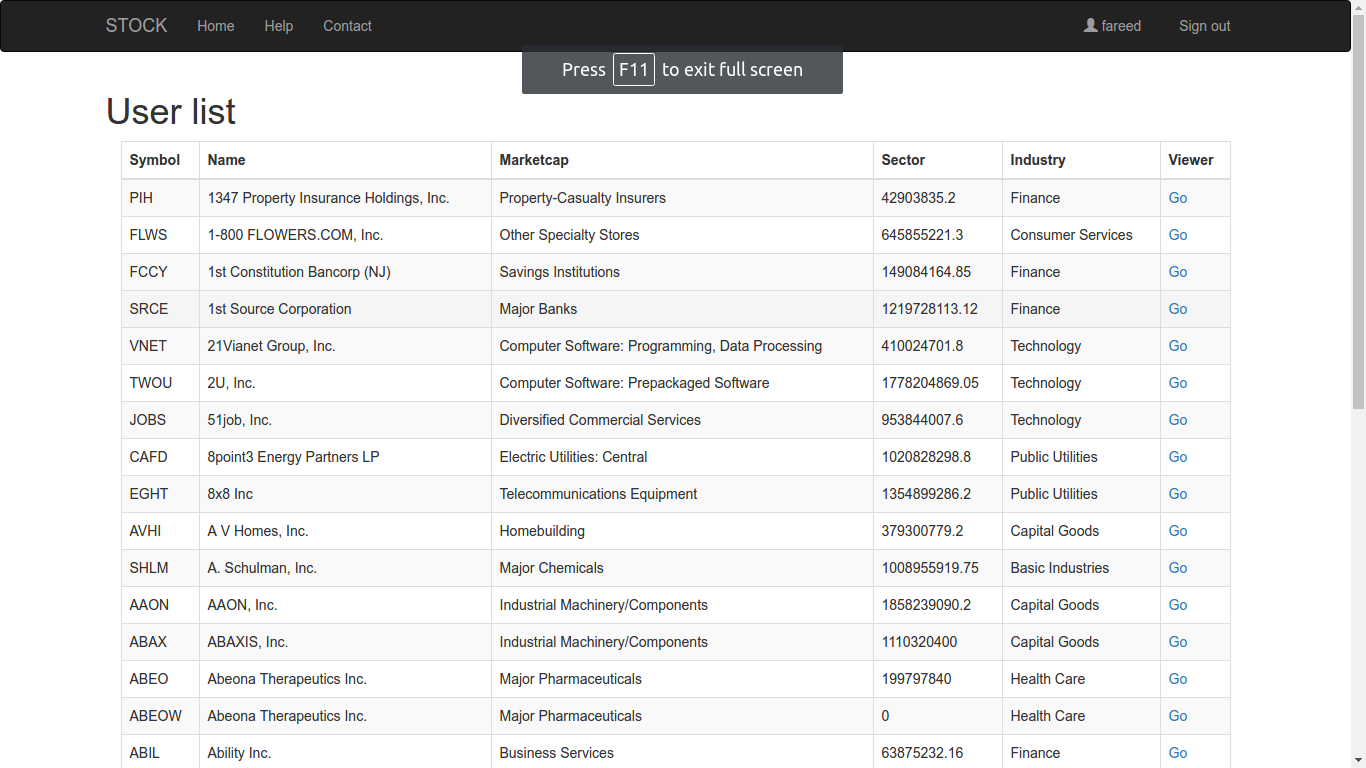 STOCK Home Help Contact fareed Sign out
Press F11 to exit full screen
User list
Symbol Name Marketcap Sector Industry Viewer
PIH 1347 Property Insurance Holdings, Inc. Property-Casualty Insurers 42903835.2 Finance Go
FLWS 1-800 FLOWERS.COM, Inc. Other Specialty Stores 645855221.3 Consumer Services Go
FCCY 1st Constitution Bancorp (NJ) Savings Institutions 149084164.85 Finance Go
SRCE 1st Source Corporation Major Banks 1219728113.12 Finance Go
VNET 21Vianet Group, Inc. Computer Software: Programming, Data Processing 410024701.8 Technology Go
TWOU 2U, Inc. Computer Software: Prepackaged Software 1778204869.05 Technology Go
JOBS 51job, Inc. Diversified Commercial Services 953844007.6 Technology Go
CAFD 8point3 Energy Partners LP Electric Utilities: Central 1020828298.8 Public Utilities Go
EGHT 8x8 Inc Telecommunications Equipment 1354899286.2 Public Utilities Go
AVHI A V Homes, Inc. Homebuilding 379300779.2 Capital Goods Go
SHLM A. Schulman, Inc. Major Chemicals 1008955919.75 Basic Industries Go
AAON AAON, Inc. Industrial Machinery/Components 1858239090.2 Capital Goods Go
ABAX ABAXIS, Inc. Industrial Machinery/Components 1110320400 Capital Goods Go
ABEO Abeona Therapeutics Inc. Major Pharmaceuticals 199797840 Health Care Go
ABEOW Abeona Therapeutics Inc. Major Pharmaceuticals 0 Health Care Go
ABIL Ability Inc. Business Services 63875232.16 Finance Go